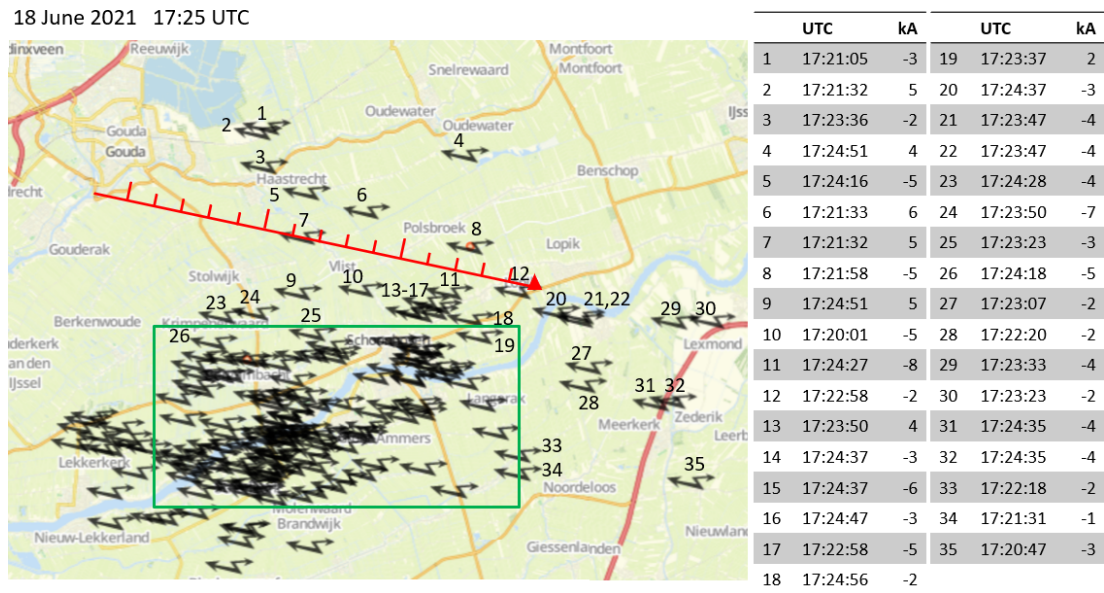 18 June 2021 17:25 UTC
Reeuwijk
Montfoort
Montfoort
Snelrewaard
Oudewater
Oudewater
Gouda
Gouda
Haastrecht
Benschop
Polsbroek
Lopik
Gouderak
Stolwijk
Vlist
Berkenwoude
Lexmond
Meerkerk
Zederik
Lekkerkerk
Noordeloos
Brandwijk
Nieuw-Lekkerland
Giessenlanden
1
2
3
4
5
6
7
8
9
10
11
12
13-17
18
19
20
21,22
23
24
25
26
27
28
29
30
31
32
33
34
35
UTC kA UTC kA
1 17:21:05 -3 19 17:23:37 2
2 17:21:32 5 20 17:24:37 -3
3 17:23:36 -2 21 17:23:47 -4
4 17:24:51 4 22 17:23:47 -4
5 17:24:16 -5 23 17:24:28 -4
6 17:21:33 6 24 17:23:50 -7
7 17:21:32 5 25 17:23:23 -3
8 17:21:58 -5 26 17:24:18 -5
9 17:24:51 5 27 17:23:07 -2
10 17:20:01 -5 28 17:22:20 -2
11 17:24:27 -8 29 17:23:33 -4
12 17:22:58 -2 30 17:23:23 -2
13 17:23:50 4 31 17:24:35 -4
14 17:24:37 -3 32 17:24:35 -4
15 17:24:37 -6 33 17:22:18 -2
16 17:24:47 -3 34 17:21:31 -1
17 17:22:58 -5 35 17:20:47 -3
18 17:24:56 -2